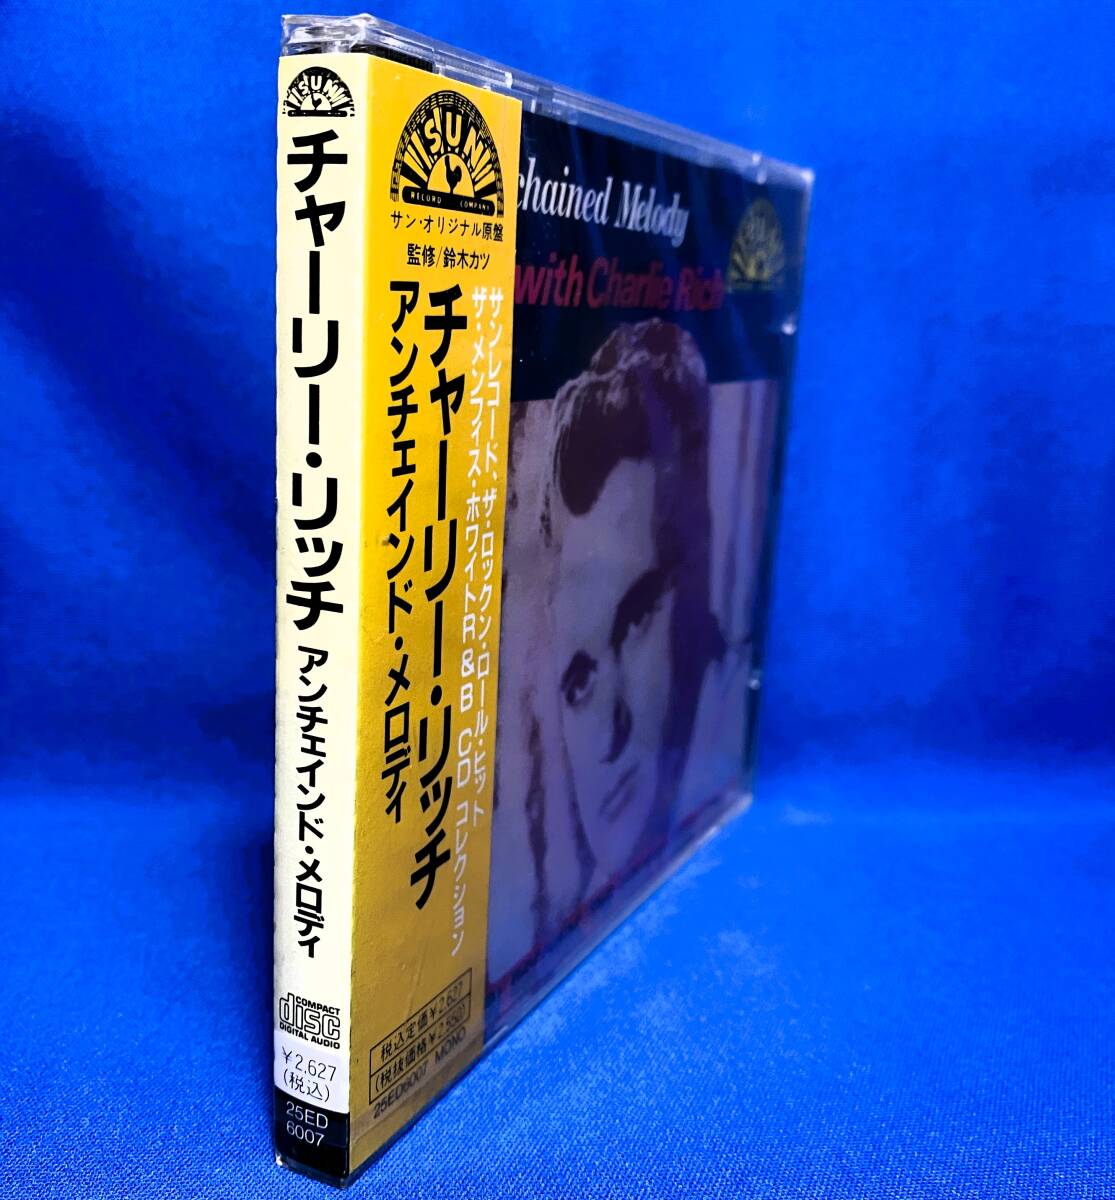 SUN
チャーリー・リッチ
アンチェインド・メロディ
COMPACT
disc
DIGITAL AUDIO
¥2,627
(税込)
25ED
6007
SUN
RECORD COMPANY
サン・オリジナル原盤
監修/鈴木カツ
サンレコード、ザ・ロックン・ロール・ヒット
ザ・メンフィス・ホワイトR&B CDコレクション
チャーリー・リッチ
アンチェインド・メロディ
税込定価¥2,627
(税抜価格¥2,550)
25ED6007 MONO
chained Melody
with Charlie Rich